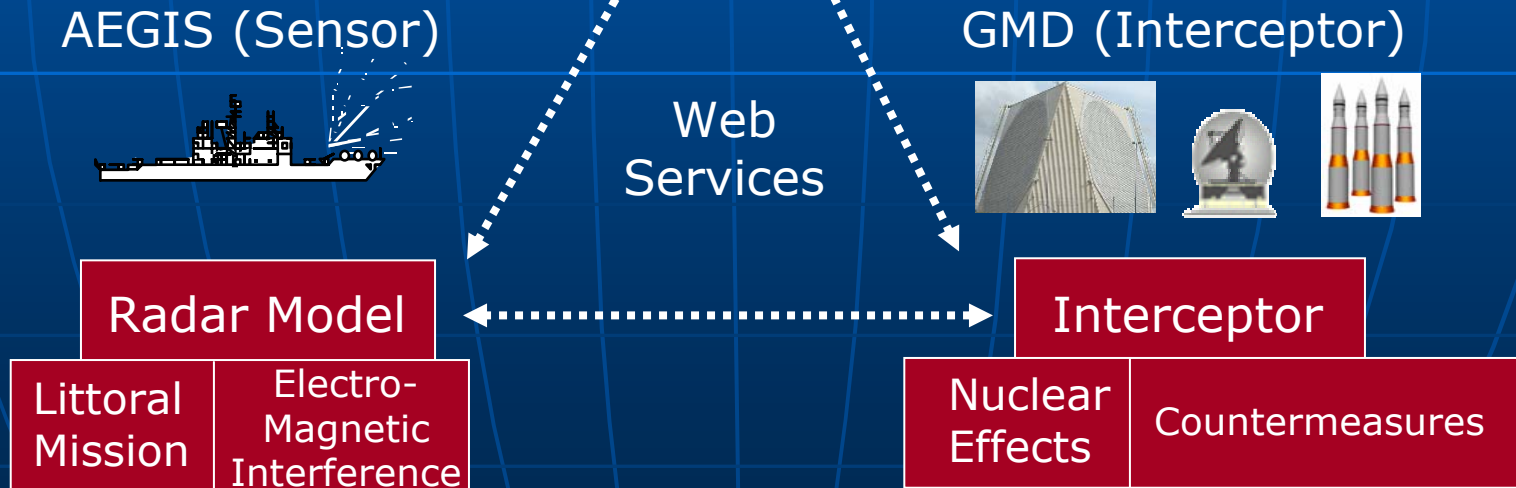 AEGIS (Sensor)
GMD (Interceptor)
Web
Services
Radar Model
Interceptor
Littoral
Mission
Electro-
Magnetic
Interference
Nuclear
Effects
Countermeasures